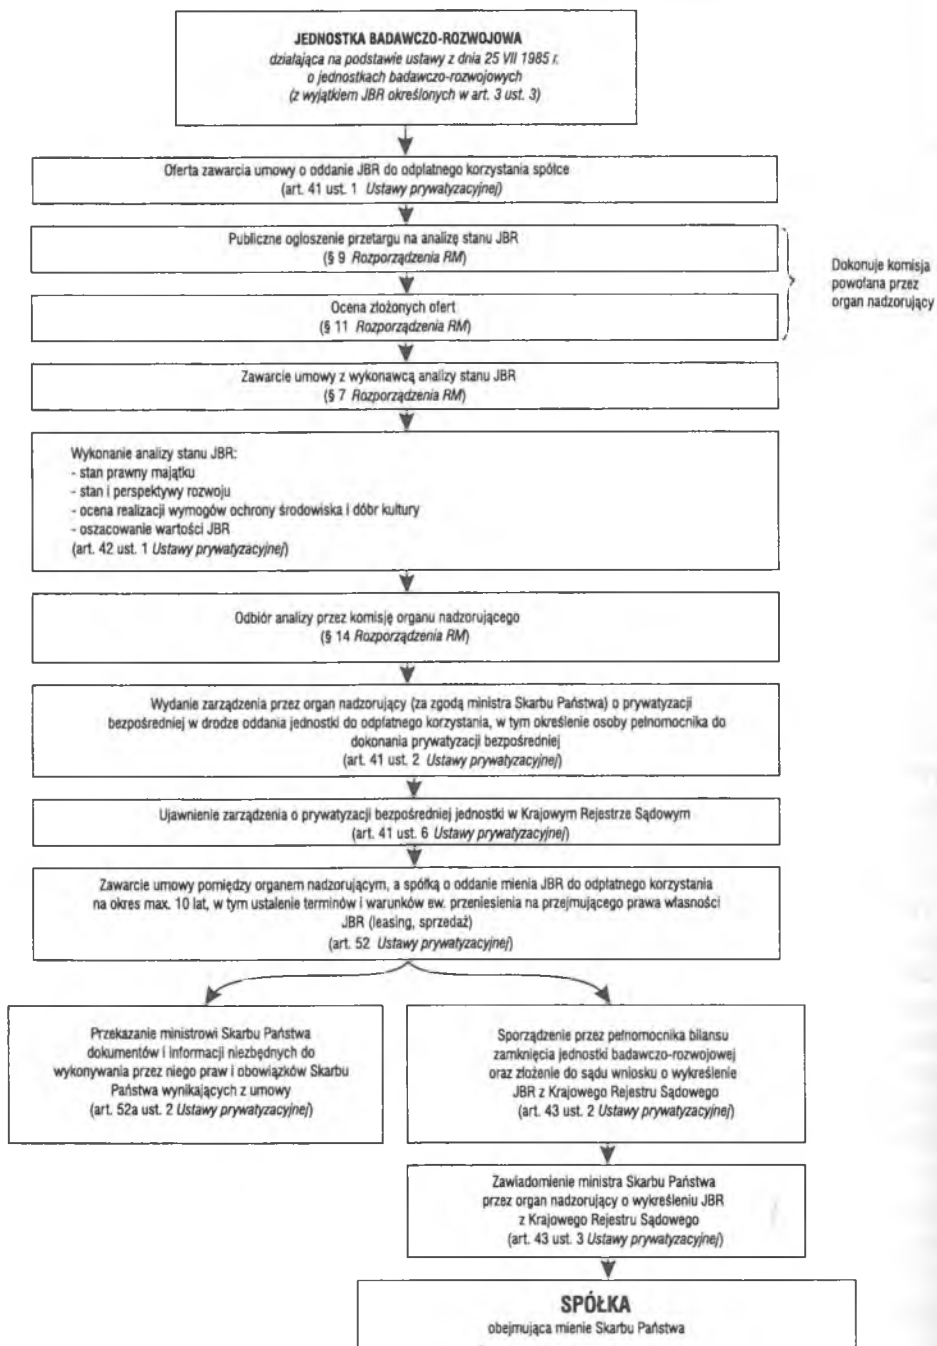 JEDNOSTKA BADAWCZO-ROZWOJOWA
działająca na podstawie ustawy z dnia 25 VII 1985 r.
o jednostkach badawczo-rozwojowych
(z wyjątkiem JBR określonych w art. 3 ust. 3)
Oferta zawarcia umowy o oddanie JBR do odpłatnego korzystania spółce
(art. 41 ust. 1 Ustawy prywatyzacyjnej)
Publiczne ogłoszenie przetargu na analizę stanu JBR
(§ 9 Rozporządzenia RM)
Dokonuje komisja
powołana przez
organ nadzorujący
Ocena złożonych ofert
(§ 11 Rozporządzenia RM)
Zawarcie umowy z wykonawcą analizy stanu JBR
(§ 7 Rozporządzenia RM)
Wykonanie analizy stanu JBR:
- stan prawny majątku
- stan i perspektywy rozwoju
- ocena realizacji wymogów ochrony środowiska i dóbr kultury
- oszacowanie wartości JBR
(art. 42 ust. 1 Ustawy prywatyzacyjnej)
Odbiór analizy przez komisję organu nadzorującego
(§ 14 Rozporządzenia RM)
Wydanie zarządzenia przez organ nadzorujący (za zgodą ministra Skarbu Państwa) o prywatyzacji
bezpośredniej w drodze oddania jednostki do odpłatnego korzystania, w tym określenie osoby pełnomocnika do
dokonania prywatyzacji bezpośredniej
(art. 41 ust. 2 Ustawy prywatyzacyjnej)
Ujawnienie zarządzenia o prywatyzacji bezpośredniej jednostki w Krajowym Rejestrze Sądowym
(art. 41 ust. 6 Ustawy prywatyzacyjnej)
Zawarcie umowy pomiędzy organem nadzorującym, a spółką o oddanie mienia JBR do odpłatnego korzystania
na okres max. 10 lat, w tym ustalenie terminów i warunków ew. przeniesienia na przejmującego prawa własności
JBR (leasing, sprzedaż)
(art. 52 Ustawy prywatyzacyjnej)
Przekazanie ministrowi Skarbu Państwa
dokumentów i informacji niezbędnych do
wykonywania przez niego praw i obowiązków Skarbu
Państwa wynikających z umowy
(art. 52a ust. 2 Ustawy prywatyzacyjnej)
Sporządzenie przez pełnomocnika bilansu
zamknięcia jednostki badawczo-rozwojowej
oraz złożenie do sądu wniosku o wykreślenie
JBR z Krajowego Rejestru Sądowego
(art. 43 ust. 2 Ustawy prywatyzacyjnej)
Zawiadomienie ministra Skarbu Państwa
przez organ nadzorujący o wykreśleniu JBR
z Krajowego Rejestru Sądowego
(art. 43 ust. 3 Ustawy prywatyzacyjnej)
SPÓŁKA
obejmująca mienie Skarbu Państwa